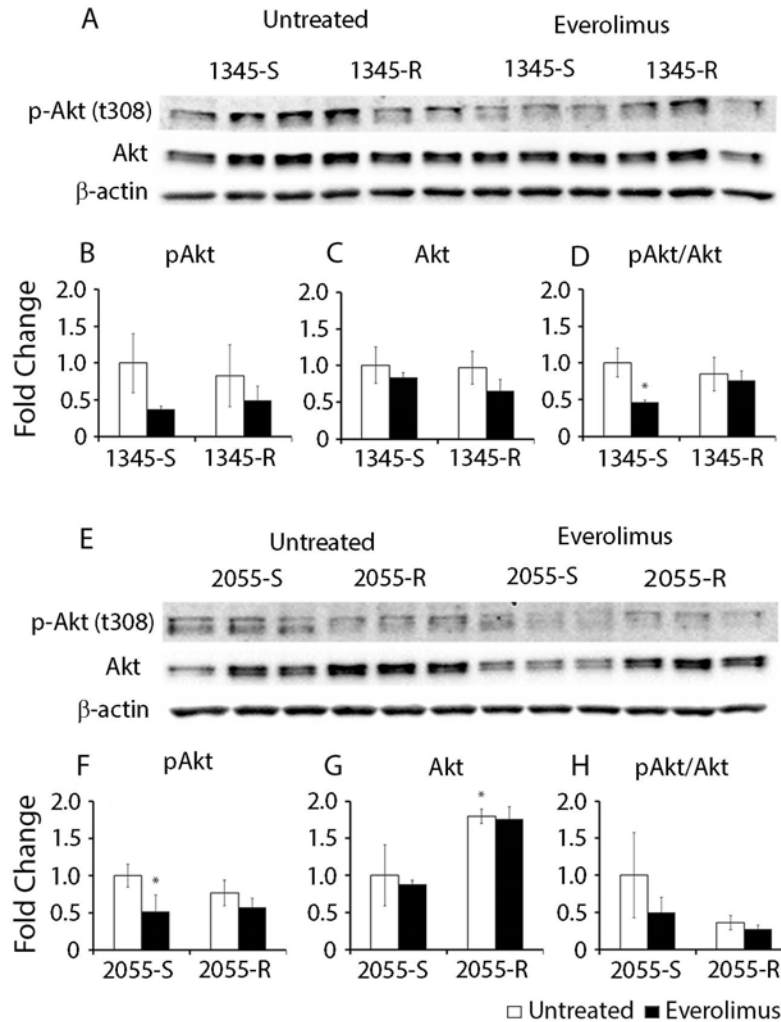 A
Untreated Everolimus
1345-S 1345-R 1345-S 1345-R
p-Akt (t308)
Akt
β-actin
B pAkt C Akt D pAkt/Akt
Fold Change
2.0 2.0 2.0
1.5 1.5 1.5
1.0 1.0 1.0
*
0.5 0.5 0.5
0 0 0
1345-S 1345-R 1345-S 1345-R 1345-S 1345-R
E
Untreated Everolimus
2055-S 2055-R 2055-S 2055-R
p-Akt (t308)
Akt
β-actin
F pAkt G Akt H pAkt/Akt
Fold Change
2.0 * 2.0 2.0
1.5 1.5 1.5
1.0 * 1.0 1.0
0.5 0.5 0.5
0 0 0
2055-S 2055-R 2055-S 2055-R 2055-S 2055-R
Untreated Everolimus